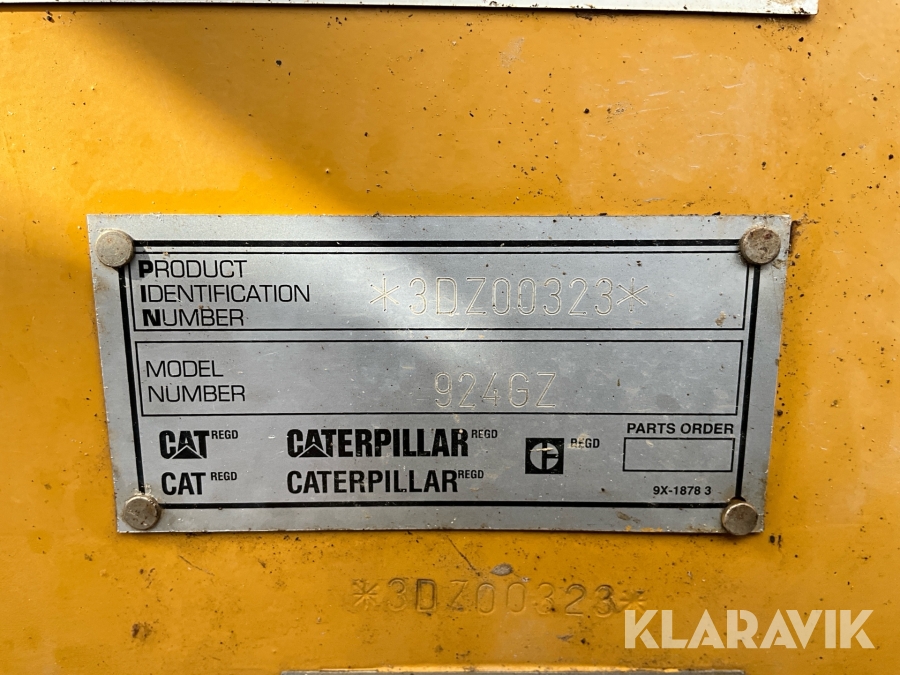 PRODUCT
IDENTIFICATION
NUMBER
*3DZ00323*
MODEL
NUMBER
924GZ
CAT REGD
CATERPILLAR REGD
REGD
PARTS ORDER
CAT REGD
CATERPILLAR REGD
9X-1878 3
*3DZ00323*
KLARAVIK